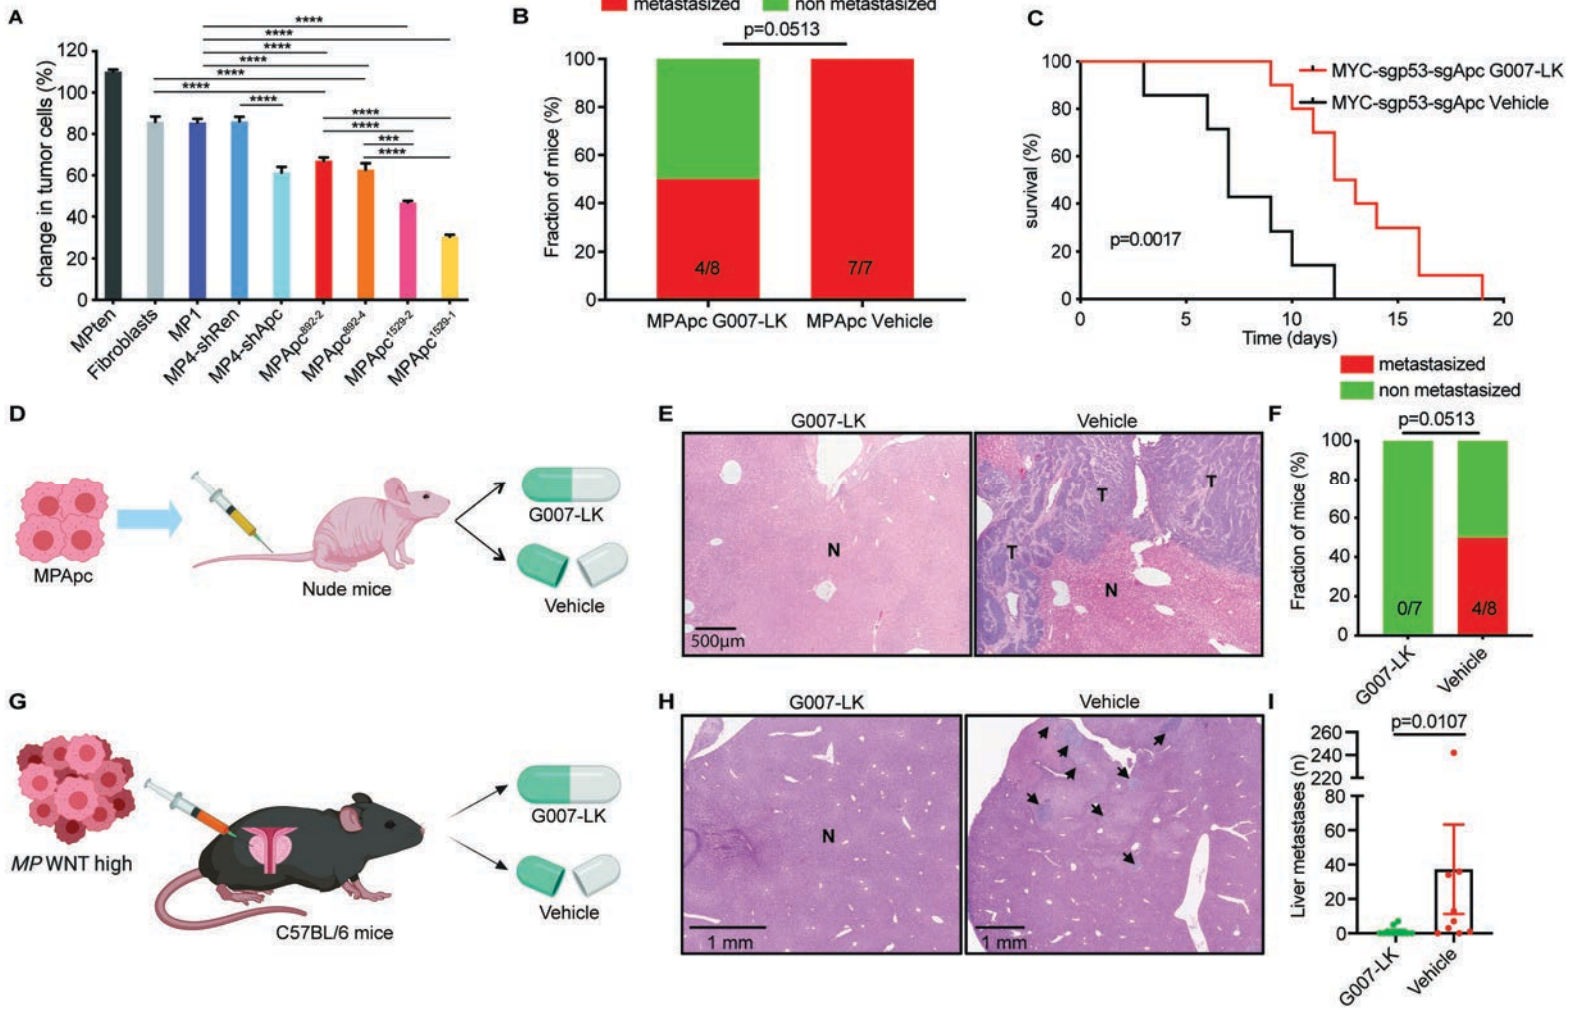 A
change in tumor cells (%)
120
100
80
60
40
20
0
****
****
****
****
****
****
****
****
****
***
****
MPten
Fibroblasts
MP1
MP4-shRen
MP4-shApc
MPApc892-2
MPApc892-4
MPApc1529-2
MPApc1529-1
B
metastasized
non metastasized
p=0.0513
Fraction of mice (%)
100
80
60
40
20
0
4/8
7/7
MPApc G007-LK
MPApc Vehicle
C
survival (%)
100
80
60
40
20
0
MYC-sgp53-sgApc G007-LK
MYC-sgp53-sgApc Vehicle
p=0.0017
0
5
10
15
20
Time (days)
D
MPApc
Nude mice
G007-LK
Vehicle
E
G007-LK
Vehicle
N
500µm
T
T
T
N
metastasized
non metastasized
F
p=0.0513
Fraction of mice (%)
100
80
60
40
20
0
0/7
4/8
G007-LK
Vehicle
G
MP WNT high
C57BL/6 mice
G007-LK
Vehicle
H
G007-LK
Vehicle
N
1 mm
1 mm
I
p=0.0107
Liver metastases (n)
260
240
220
80
60
40
20
0
G007-LK
Vehicle